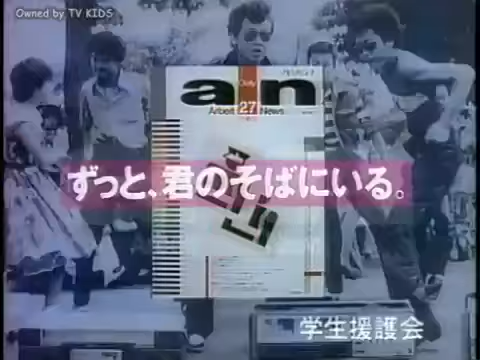 Owned by TV KIDS
Daily
an
Arbeit 27 News
ずっと、君のそばにいる。
学生援護会